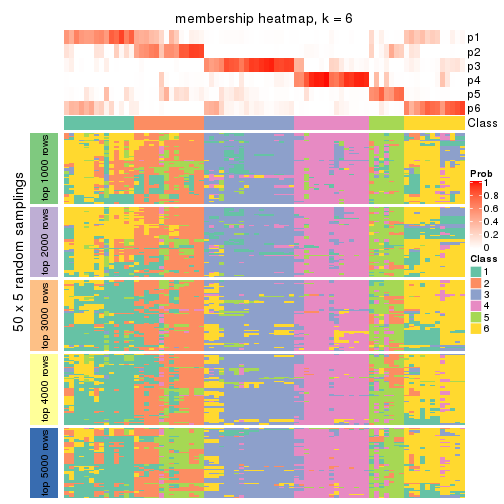 membership heatmap, k = 6
p1
p2
p3
p4
p5
p6
Class
50 x 5 random samplings
top 1000 rows
top 2000 rows
top 3000 rows
top 4000 rows
top 5000 rows
Prob
0.8
0.6
0.4
0.2
0
Class
1
2
3
4
5
6